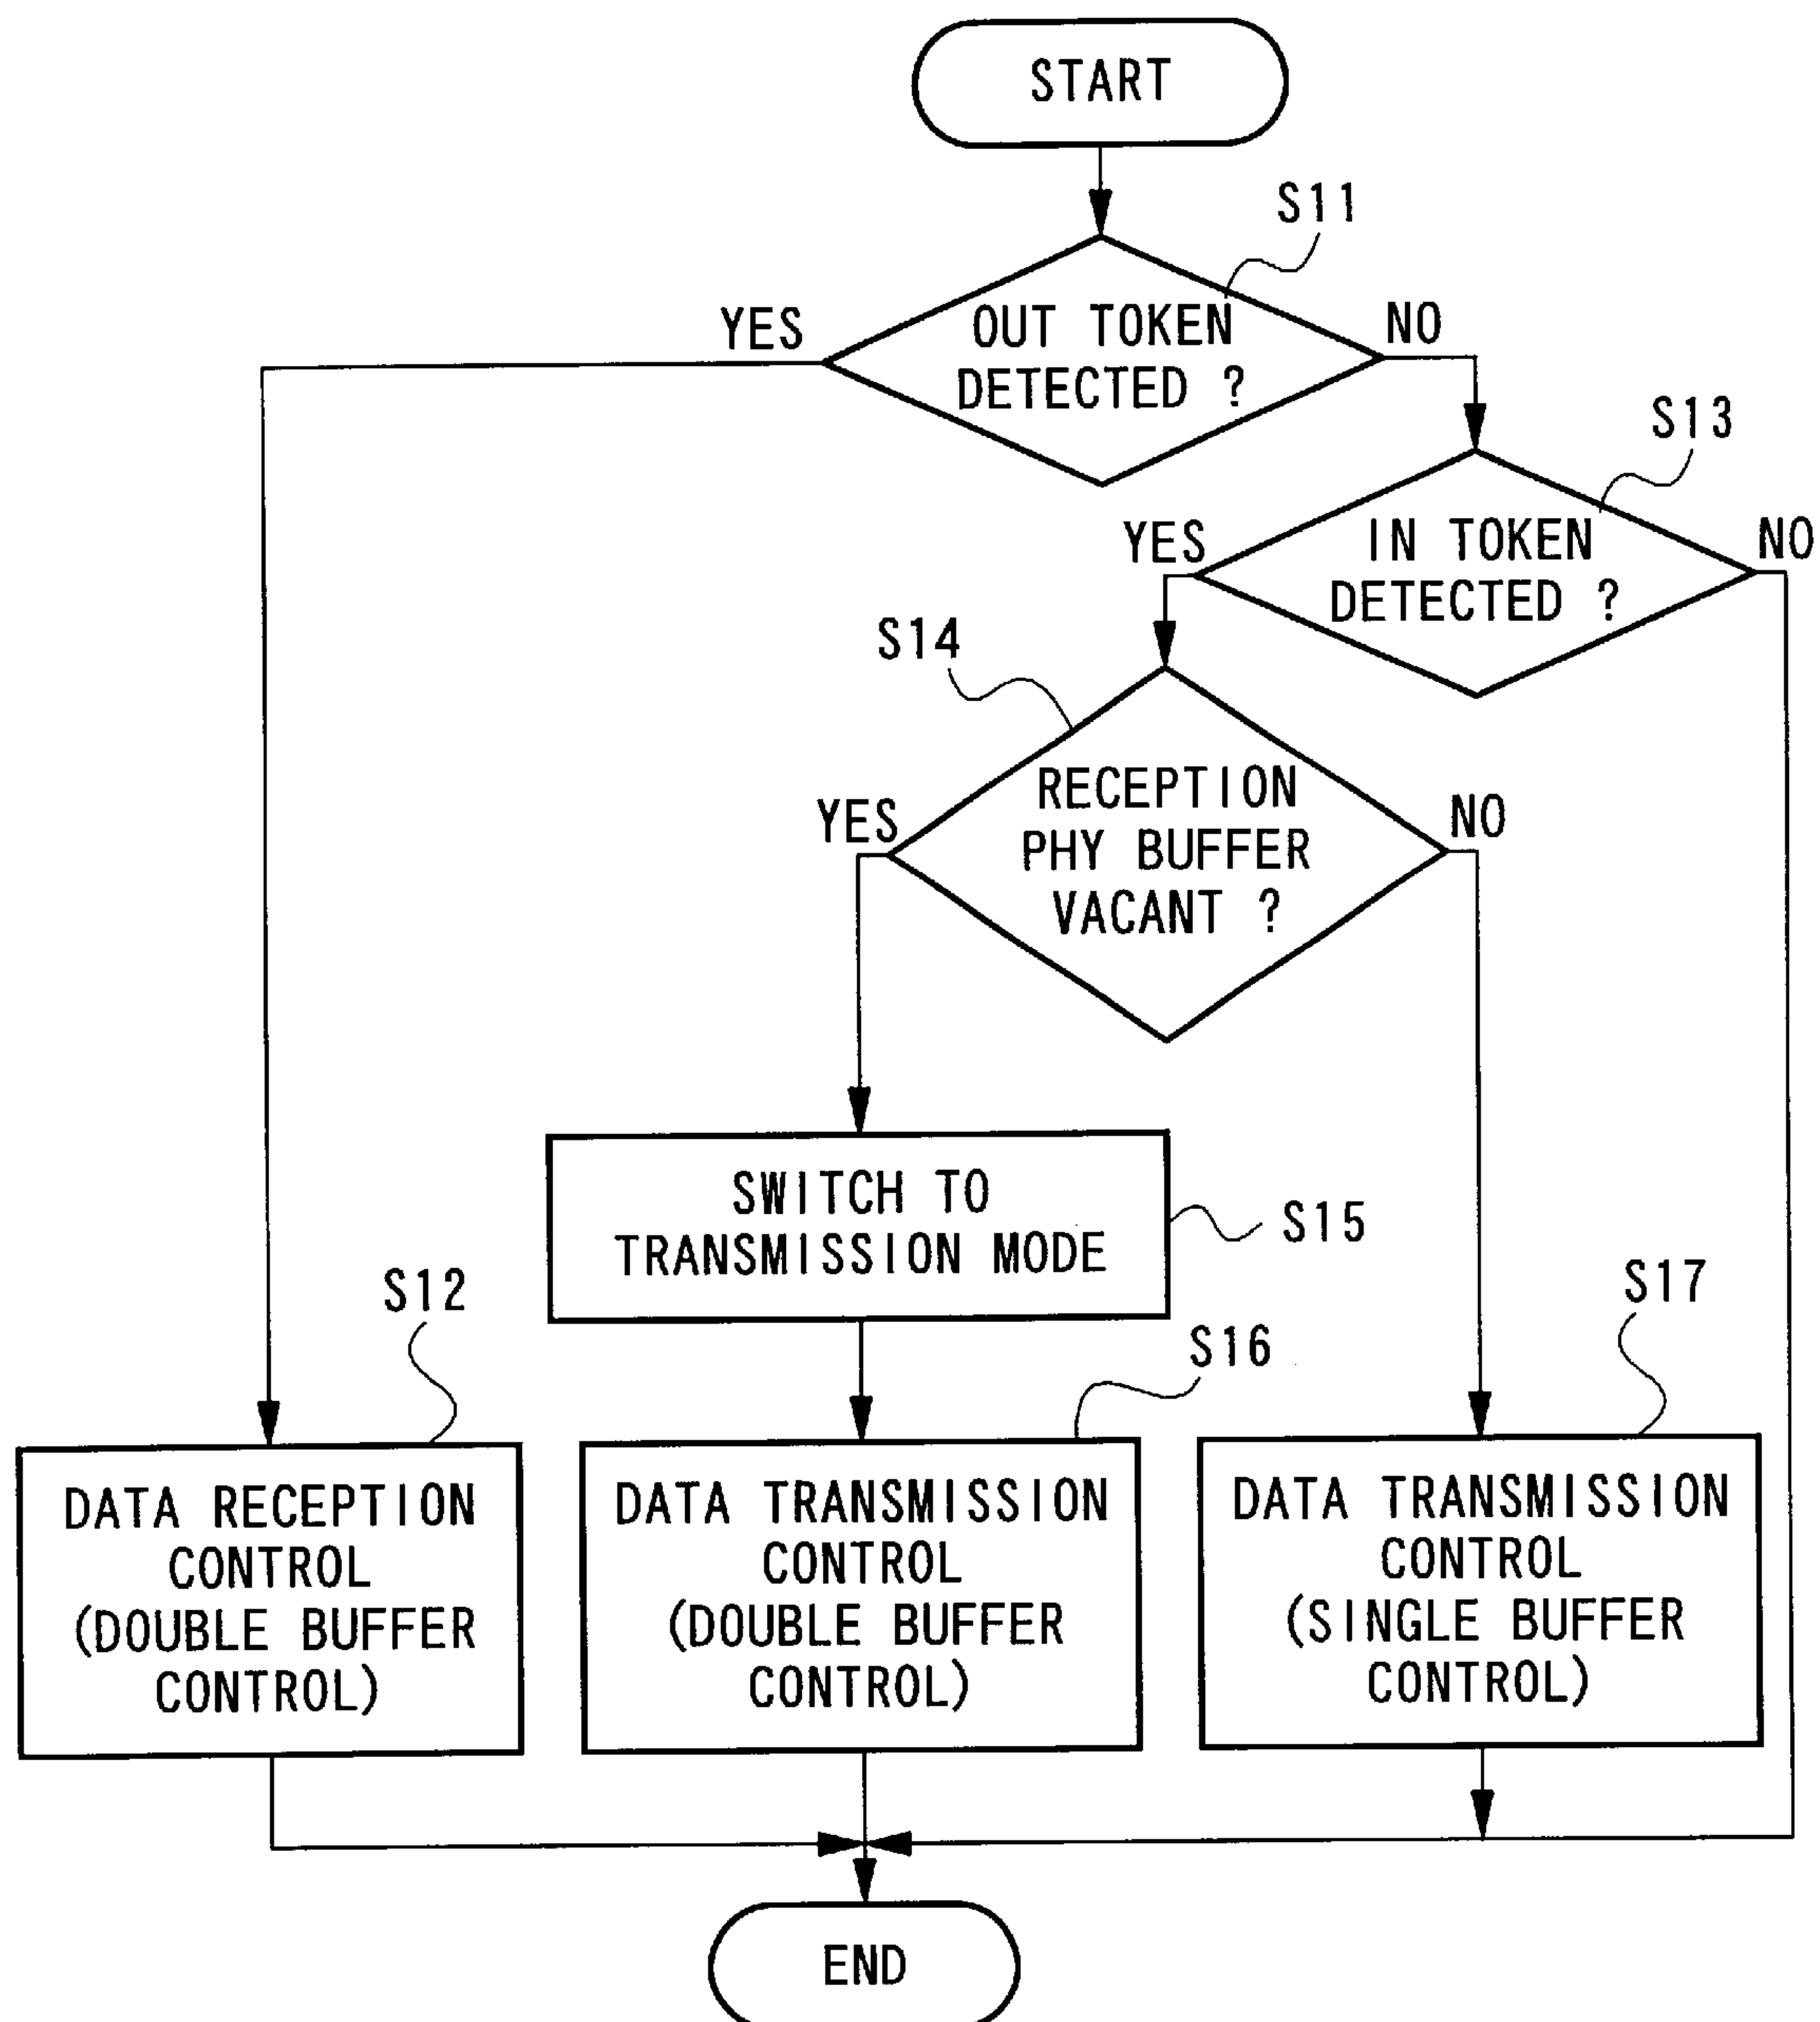 START
S11
YES
OUT TOKEN
DETECTED ?
NO
S13
YES
IN TOKEN
DETECTED ?
NO
S14
YES
RECEPTION
PHY BUFFER
VACANT ?
NO
SWITCH TO
TRANSMISSION MODE
S15
S12
S16
S17
DATA RECEPTION
CONTROL
(DOUBLE BUFFER
CONTROL)
DATA TRANSMISSION
CONTROL
(DOUBLE BUFFER
CONTROL)
DATA TRANSMISSION
CONTROL
(SINGLE BUFFER
CONTROL)
END